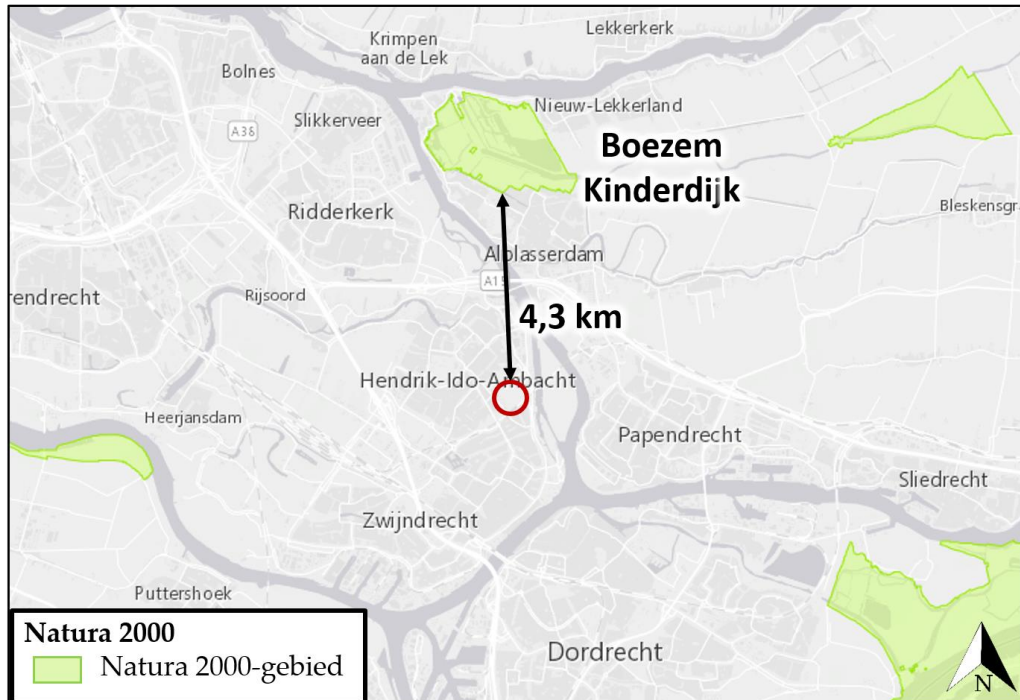 Lekkerkerk
Krimpen
aan de Lek
Bolnes
Nieuw-Lekkerland
Slikkerveer
A38
Boezem
Kinderdijk
Bleskensgra
Ridderkerk
Alblasserdam
A15
rendrecht
Rijsoord
4,3 km
Hendrik-Ido-Ambacht
Heerjansdam
Papendrecht
Sliedrecht
Zwijndrecht
Puttershoek
Dordrecht
Natura 2000
Natura 2000-gebied
N